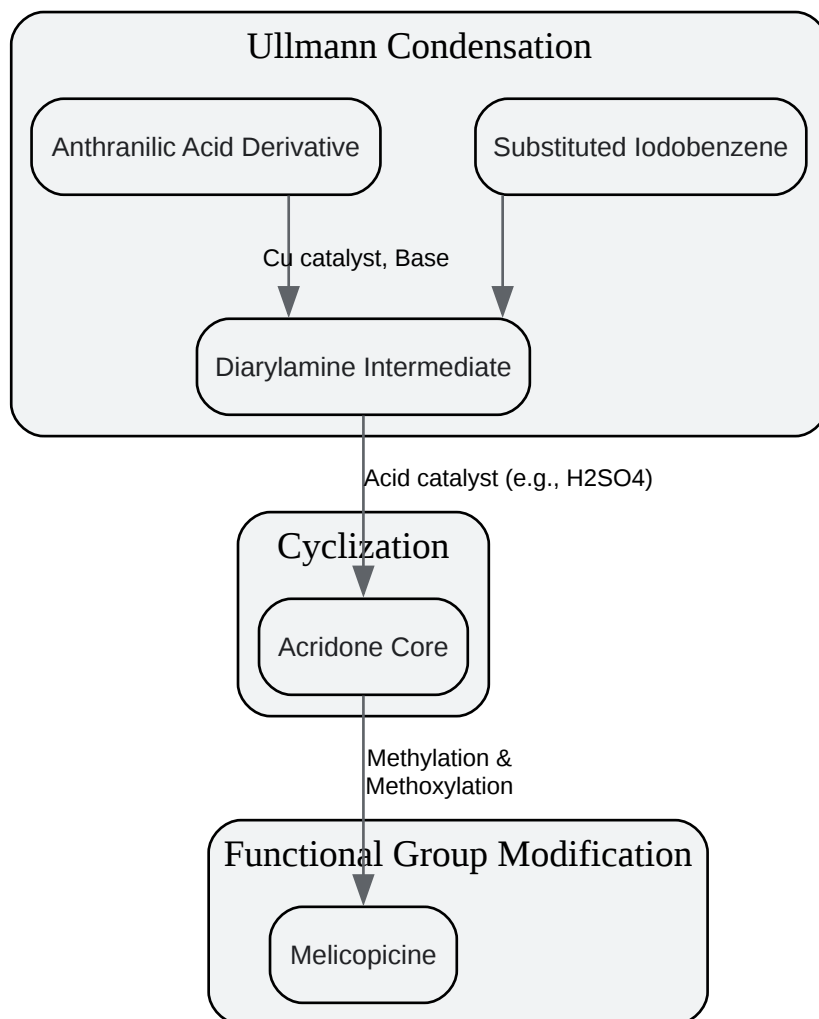 Ullmann Condensation
Anthranilic Acid Derivative
Substituted Iodobenzene
Cu catalyst, Base
Diarylamine Intermediate
Acid catalyst (e.g., H2SO4)
Cyclization
Acridone Core
Methylation &
Methoxylation
Functional Group Modification
Melicopicine